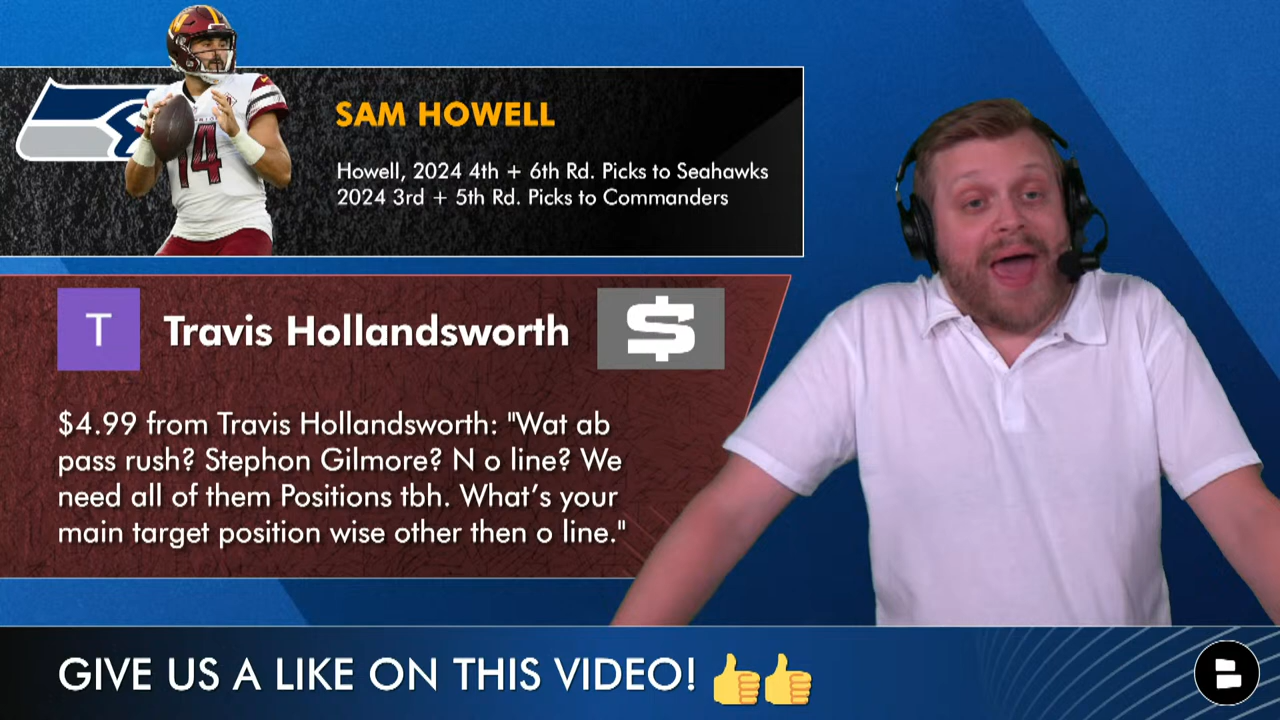 SAM HOWELL
Howell, 2024 4th + 6th Rd. Picks to Seahawks
2024 3rd + 5th Rd. Picks to Commanders
14
T
Travis Hollandsworth
$
$4.99 from Travis Hollandsworth: "Wat ab
pass rush? Stephon Gilmore? N o line? We
need all of them Positions tbh. What's your
main target position wise other then o line."
GIVE US A LIKE ON THIS VIDEO! 👍👍